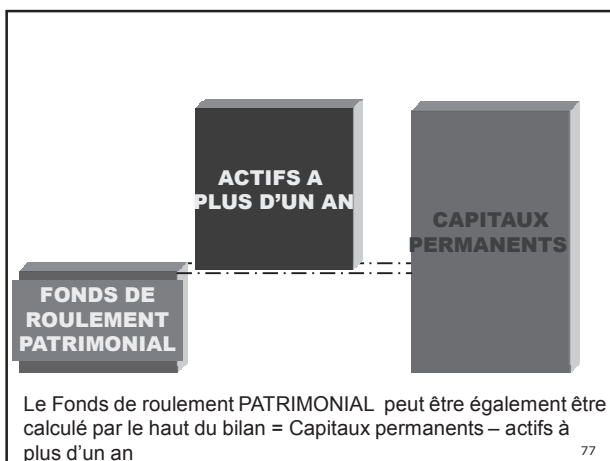 ACTIFS A
PLUS D'UN AN
CAPITAUX
PERMANENTS
FONDS DE
ROULEMENT
PATRIMONIAL
Le Fonds de roulement PATRIMONIAL peut être également être
calculé par le haut du bilan = Capitaux permanents – actifs à
plus d'un an
77